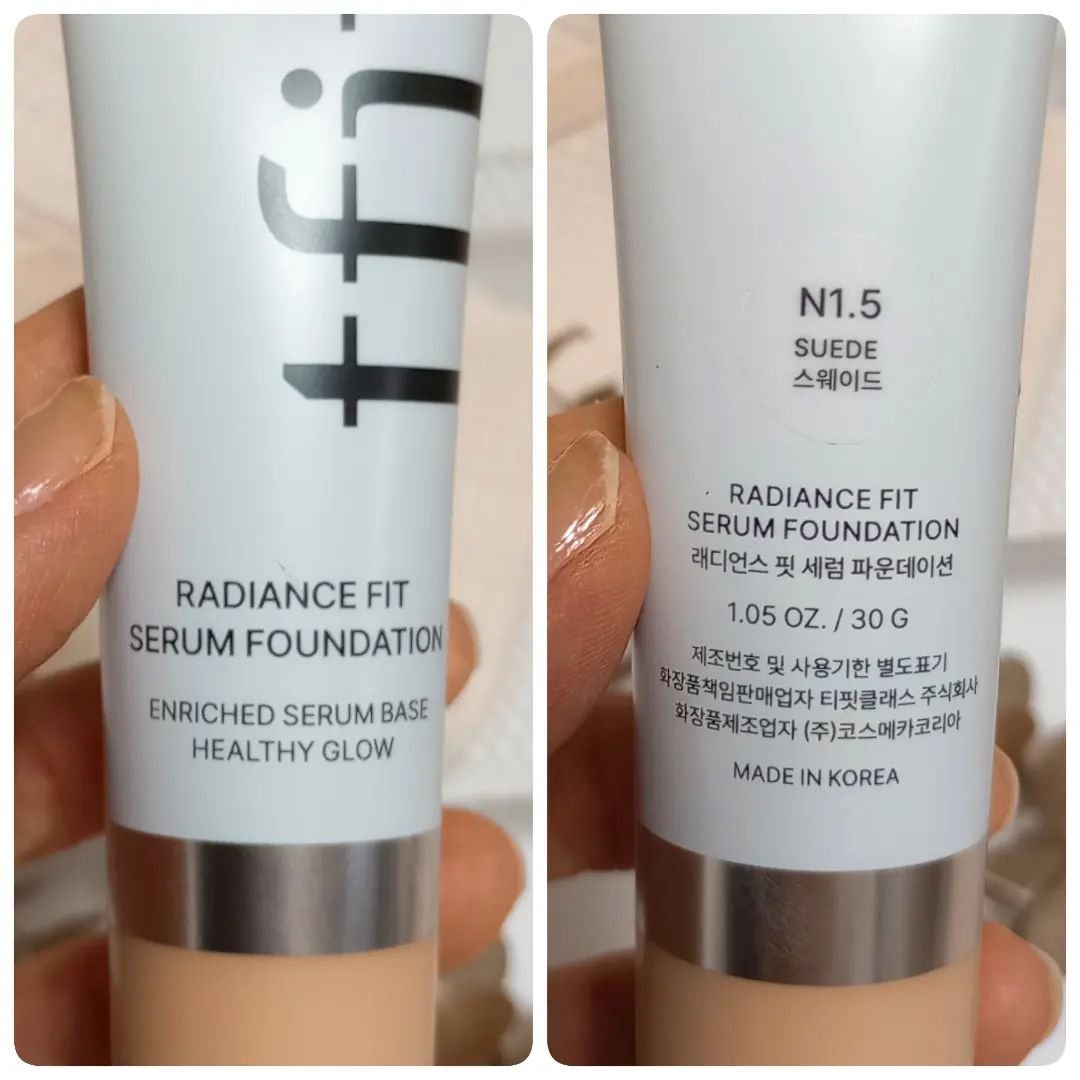 tfi
RADIANCE FIT
SERUM FOUNDATION
ENRICHED SERUM BASE
HEALTHY GLOW
N1.5
SUEDE
스웨이드
RADIANCE FIT
SERUM FOUNDATION
래디언스 핏 세럼 파운데이션
1.05 OZ. / 30 G
제조번호 및 사용기한 별도표기
화장품책임판매업자 티핏클래스 주식회사
화장품제조업자 (주)코스메카코리아
MADE IN KOREA